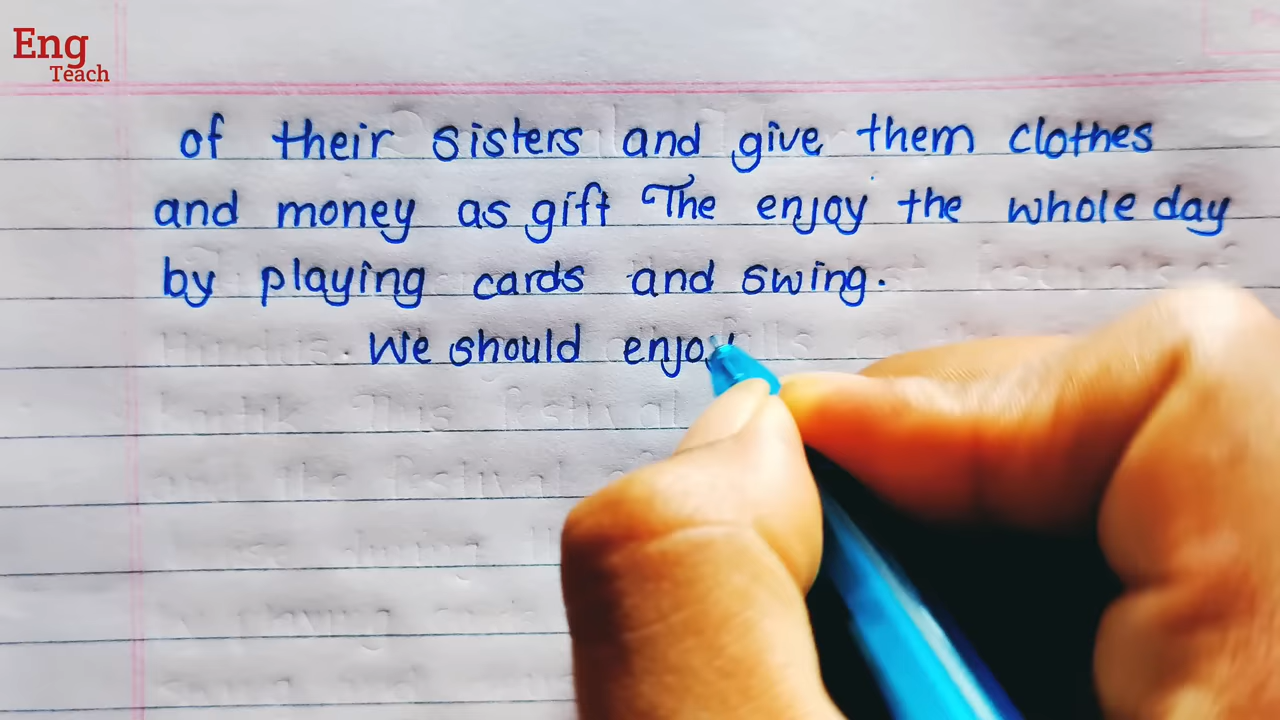 Eng
Teach
of their sisters and give them clothes
and money as gift The enjoy the whole day
by playing cards and swing.
We should enjoy